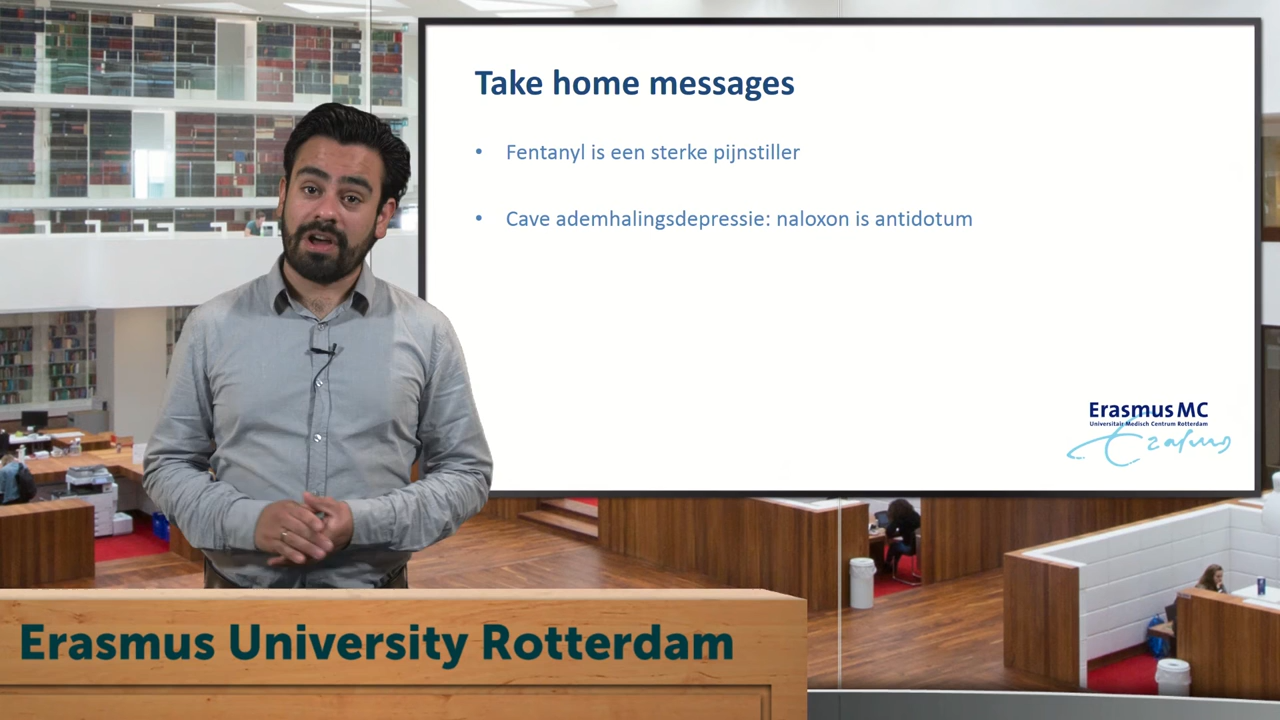 Take home messages
• Fentanyl is een sterke pijnstiller
• Cave ademhalingsdepressie: naloxon is antidotum
Erasmus MC
Universitair Medisch Centrum Rotterdam
Erasmus
Erasmus University Rotterdam